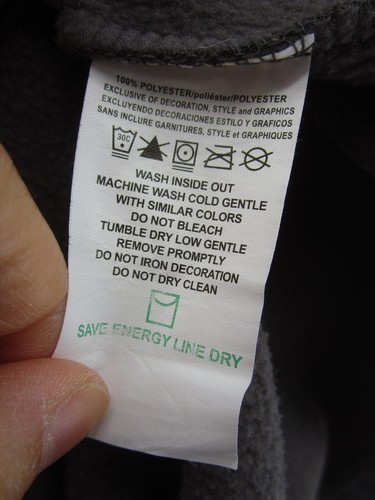 100% POLYESTER/poliéster/POLYESTER
EXCLUSIVE OF DECORATION, STYLE and GRAPHICS
EXCLUYENDO DECORACIONES ESTILO Y GRAFICOS
SANS INCLURE GARNITURES, STYLE et GRAPHIQUES
30C
WASH INSIDE OUT
MACHINE WASH COLD GENTLE
WITH SIMILAR COLORS
DO NOT BLEACH
TUMBLE DRY LOW GENTLE
REMOVE PROMPTLY
DO NOT IRON DECORATION
DO NOT DRY CLEAN
SAVE ENERGY LINE DRY